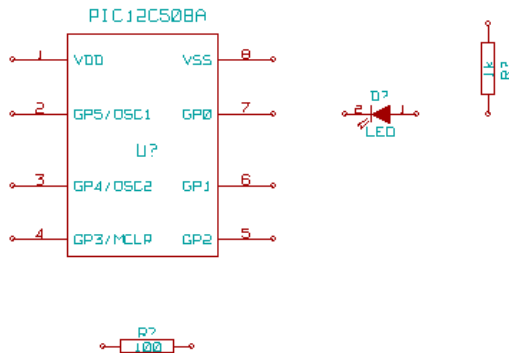 PIC12C508A
1 VDD VSS 8
2 GP5/OSC1 GP0 7
U?
3 GP4/OSC2 GP1 6
4 GP3/MCLR GP2 5
D?
2 1
LED
1k R?
R?
100